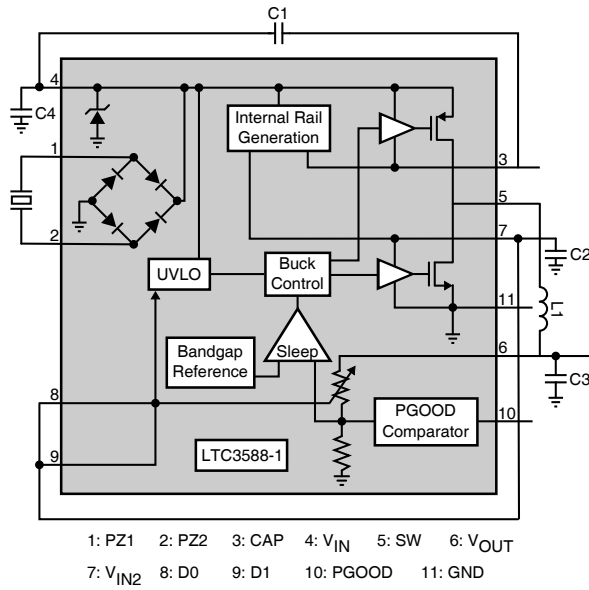 C1
4
C4
Internal Rail
Generation
1
3
5
2
7
C2
UVLO
Buck
Control
11
L1
Sleep
6
Bandgap
Reference
C3
8
PGOOD
Comparator
10
9
LTC3588-1
1: PZ1 2: PZ2 3: CAP 4: VIN 5: SW 6: VOUT
7: VIN2 8: D0 9: D1 10: PGOOD 11: GND